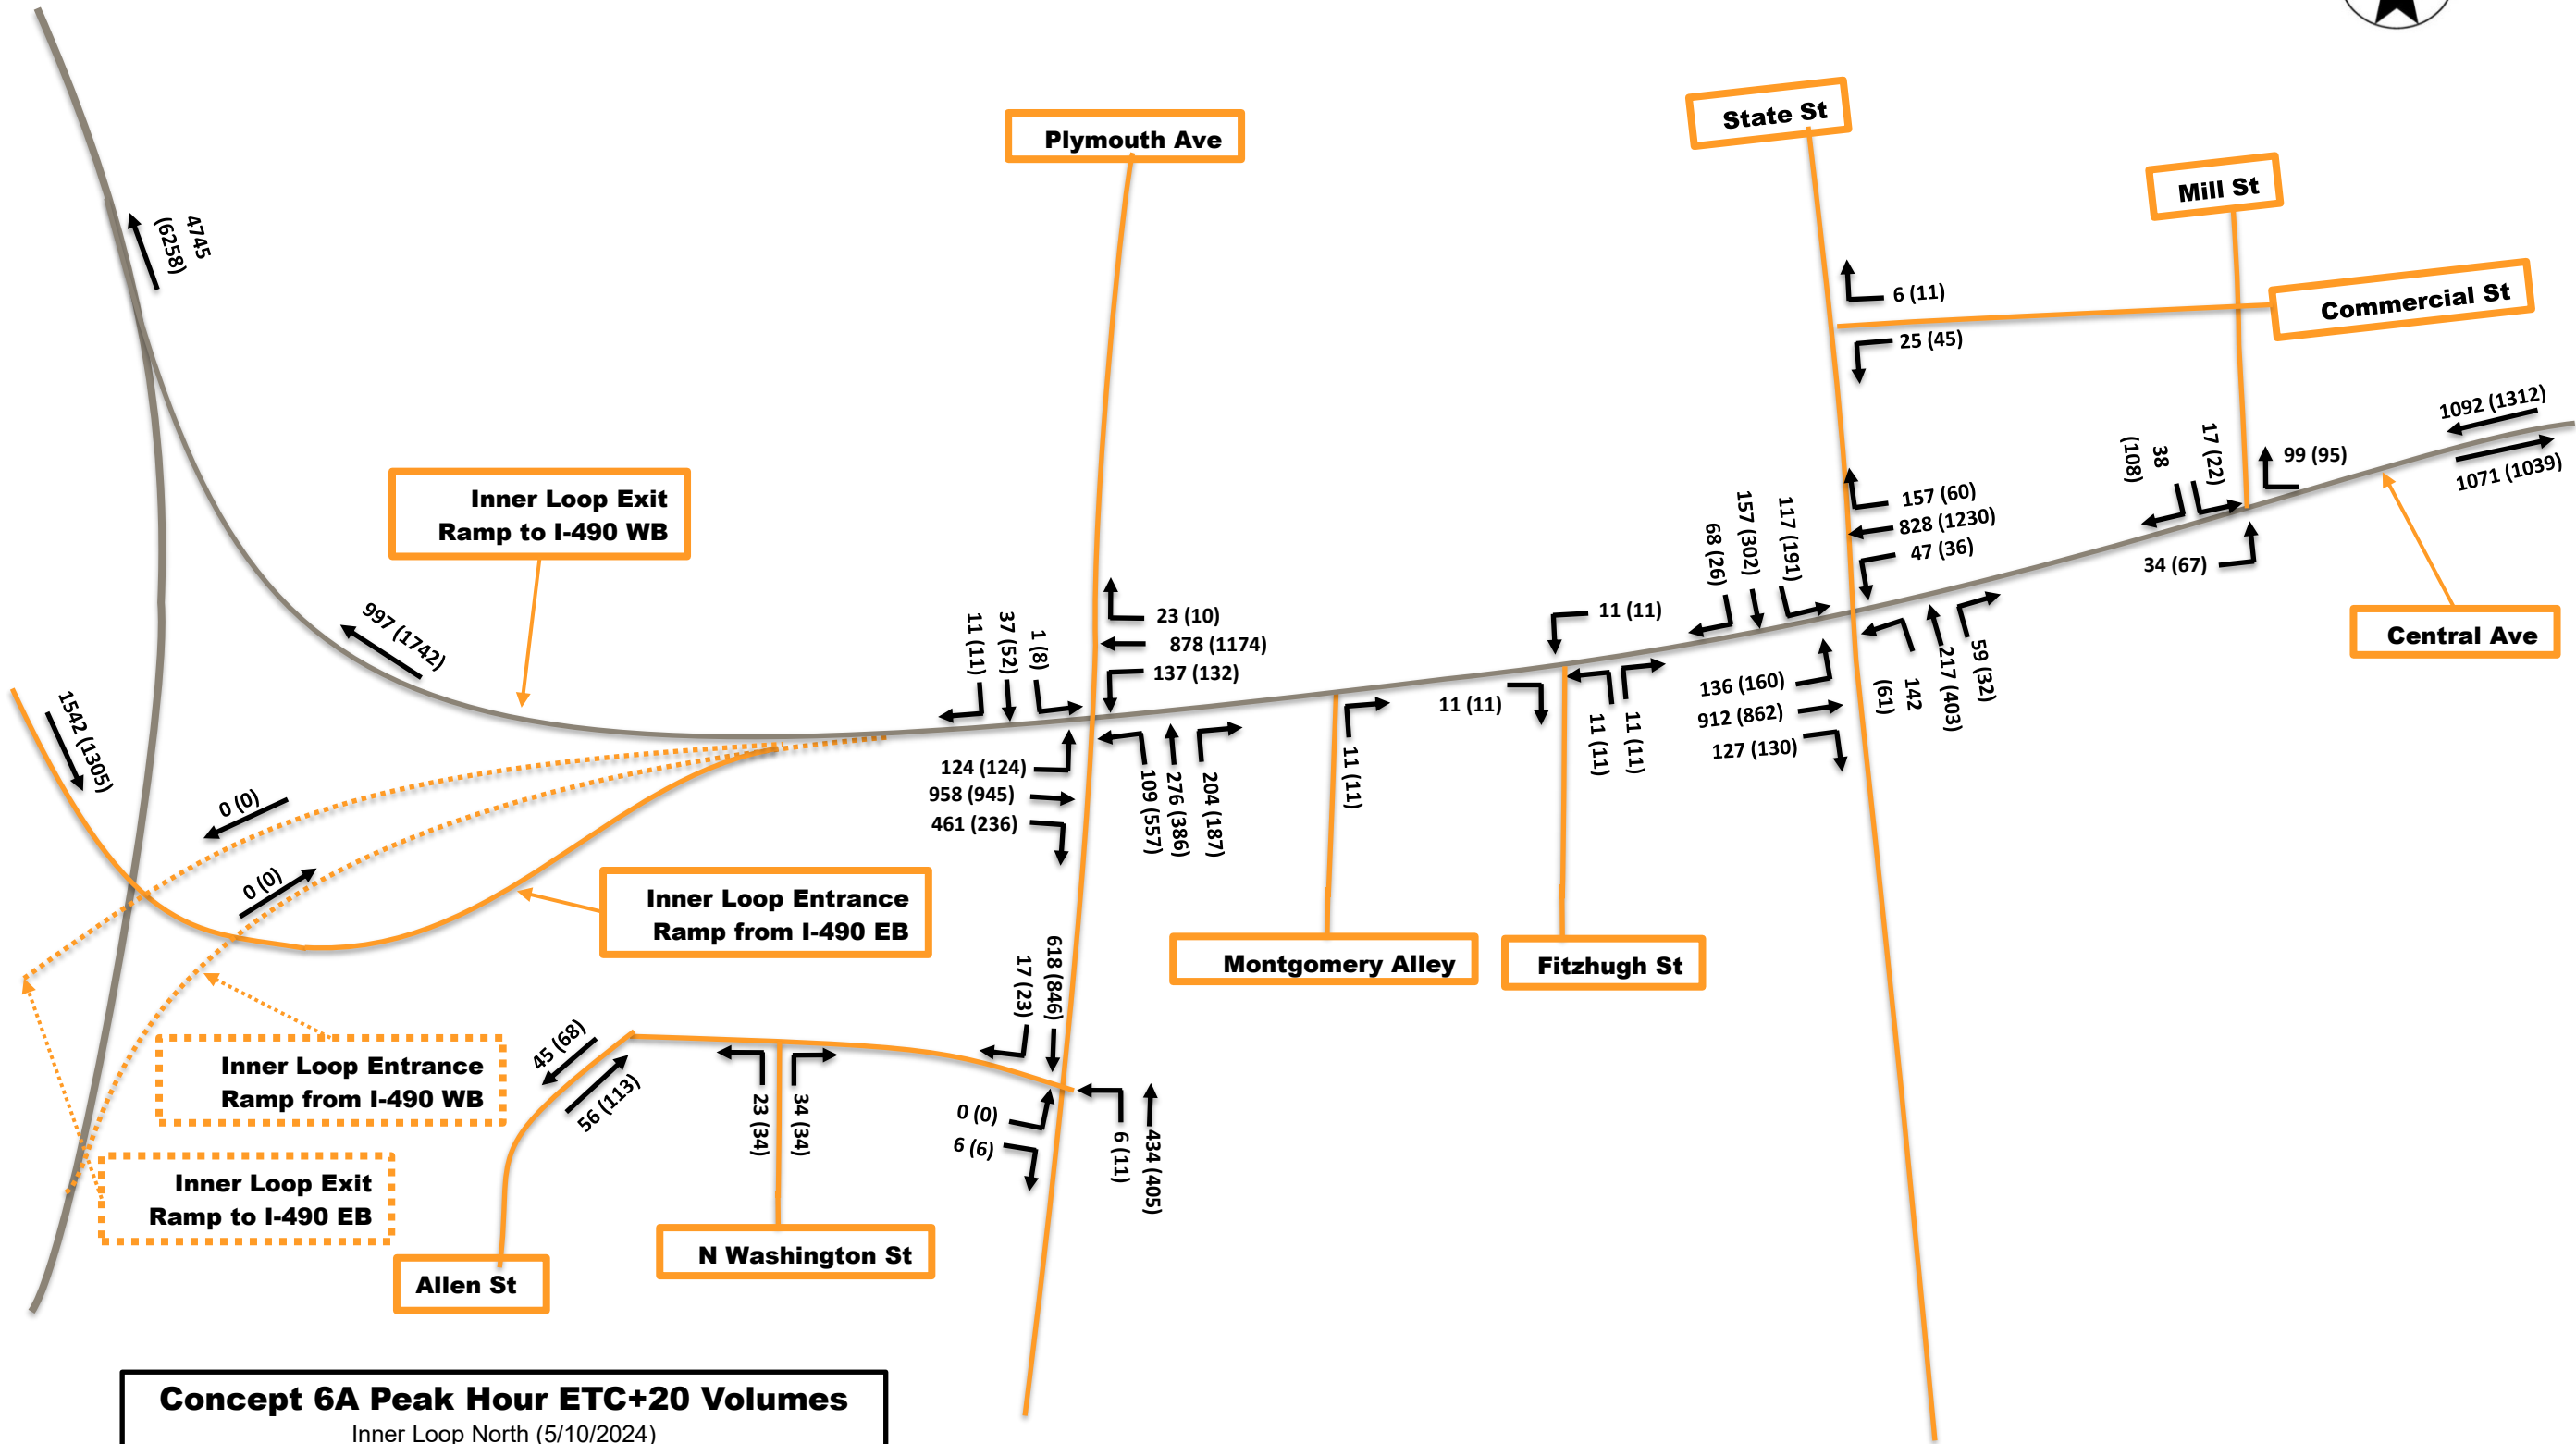 Plymouth Ave
State St
Mill St
Commercial St
4745
(6258)
6 (11)
25 (45)
1092 (1312)
1071 (1039)
38
(108)
17 (22)
99 (95)
34 (67)
Central Ave
Inner Loop Exit
Ramp to I-490 WB
997 (1742)
68 (26)
157 (302)
117 (191)
157 (60)
828 (1230)
47 (36)
136 (160)
912 (862)
127 (130)
142
(61)
217 (403)
59 (32)
11 (11)
37 (52)
1 (8)
23 (10)
878 (1174)
137 (132)
124 (124)
958 (945)
461 (236)
109 (557)
276 (386)
204 (187)
11 (11)
11 (11)
11 (11)
11 (11)
11 (11)
1542 (1305)
0 (0)
0 (0)
Inner Loop Entrance
Ramp from I-490 EB
Montgomery Alley
Fitzhugh St
Inner Loop Entrance
Ramp from I-490 WB
Inner Loop Exit
Ramp to I-490 EB
17 (23)
618 (846)
45 (68)
56 (113)
23 (34)
34 (34)
0 (0)
6 (6)
6 (11)
434 (405)
N Washington St
Allen St
Concept 6A Peak Hour ETC+20 Volumes
Inner Loop North (5/10/2024)